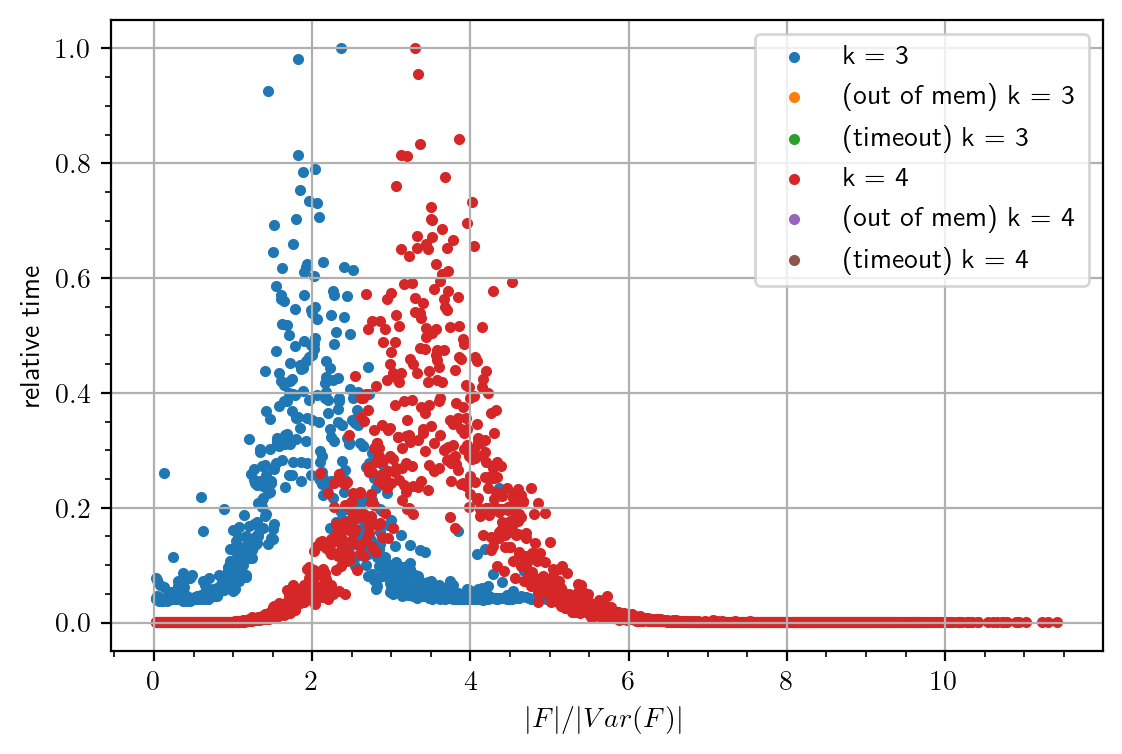 1.0
0.8
0.6
0.4
0.2
0.0
relative time
0
2
4
6
8
10
|F|/|Var(F)|
k = 3
(out of mem) k = 3
(timeout) k = 3
k = 4
(out of mem) k = 4
(timeout) k = 4